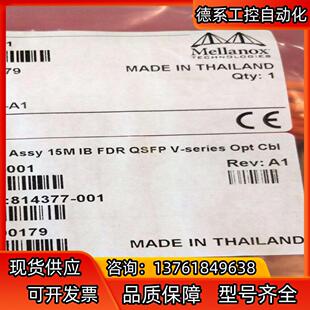 德系工控自动化
1
179
Mellanox
TECHNOLOGIES
MADE IN THAILAND
Qty: 1
-A1
CE
Assy 15M IB FDR QSFP V-series Opt Cbl
001
Rev: A1
:814377-001
00179
MADE IN THAILAND
现货供应
咨询：13761849638
可开发票
品质保障
型号齐全